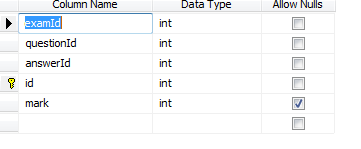 Column Name Data Type Allow Nulls
examId int
questionId int
answerId int
id int
mark int